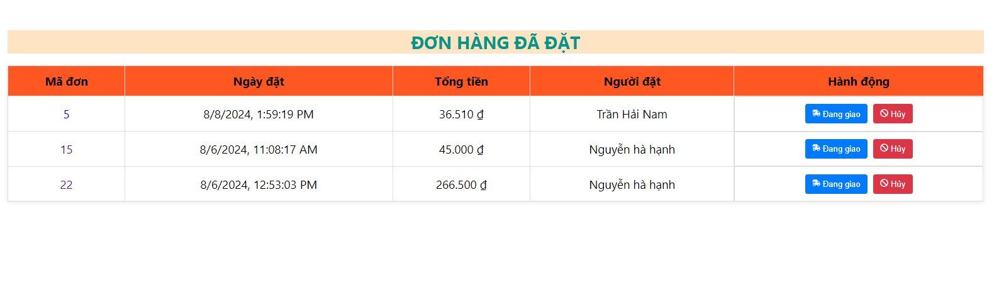 ĐƠN HÀNG ĐÃ ĐẶT
Mã đơn Ngày đặt Tổng tiền Người đặt Hành động
5 8/8/2024, 1:59:19 PM 36.510 ₫ Trần Hải Nam Đang giao Hủy
15 8/6/2024, 11:08:17 AM 45.000 ₫ Nguyễn hà hạnh Đang giao Hủy
22 8/6/2024, 12:53:03 PM 266.500 ₫ Nguyễn hà hạnh Đang giao Hủy